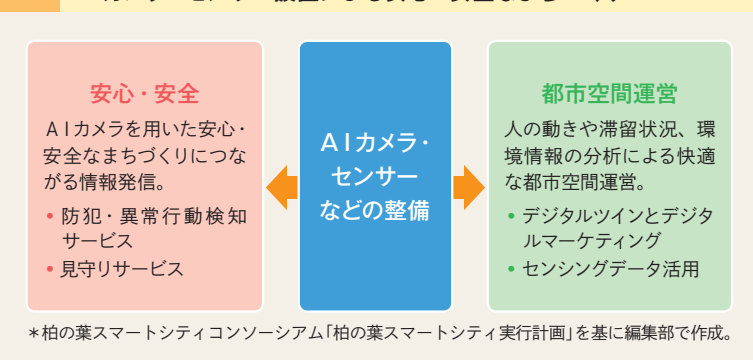 安心・安全
AIカメラを用いた安心・
安全なまちづくりにつな
がる情報発信。
• 防犯・異常行動検知
サービス
• 見守りサービス
AIカメラ・
センサー
などの整備
都市空間運営
人の動きや滞留状況、環
境情報の分析による快適
な都市空間運営。
• デジタルツインとデジタ
ルマーケティング
• センシングデータ活用
＊柏の葉スマートシティコンソーシアム「柏の葉スマートシティ実行計画」を基に編集部で作成。